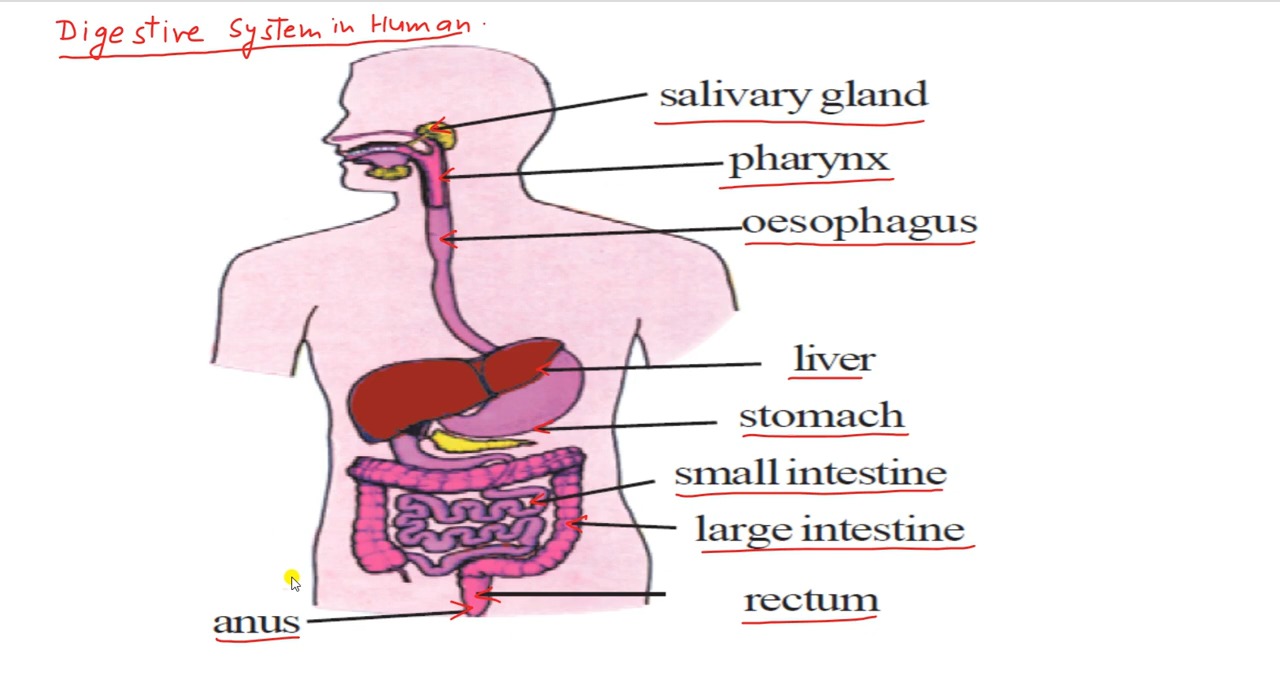 Digestive System in Human.
salivary gland
pharynx
oesophagus
liver
stomach
small intestine
large intestine
rectum
anus